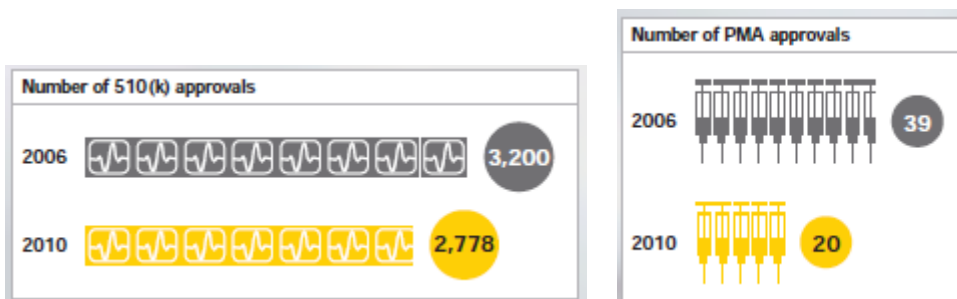 Number of 510(k) approvals
2006 3,200
2010 2,778
Number of PMA approvals
2006 39
2010 20